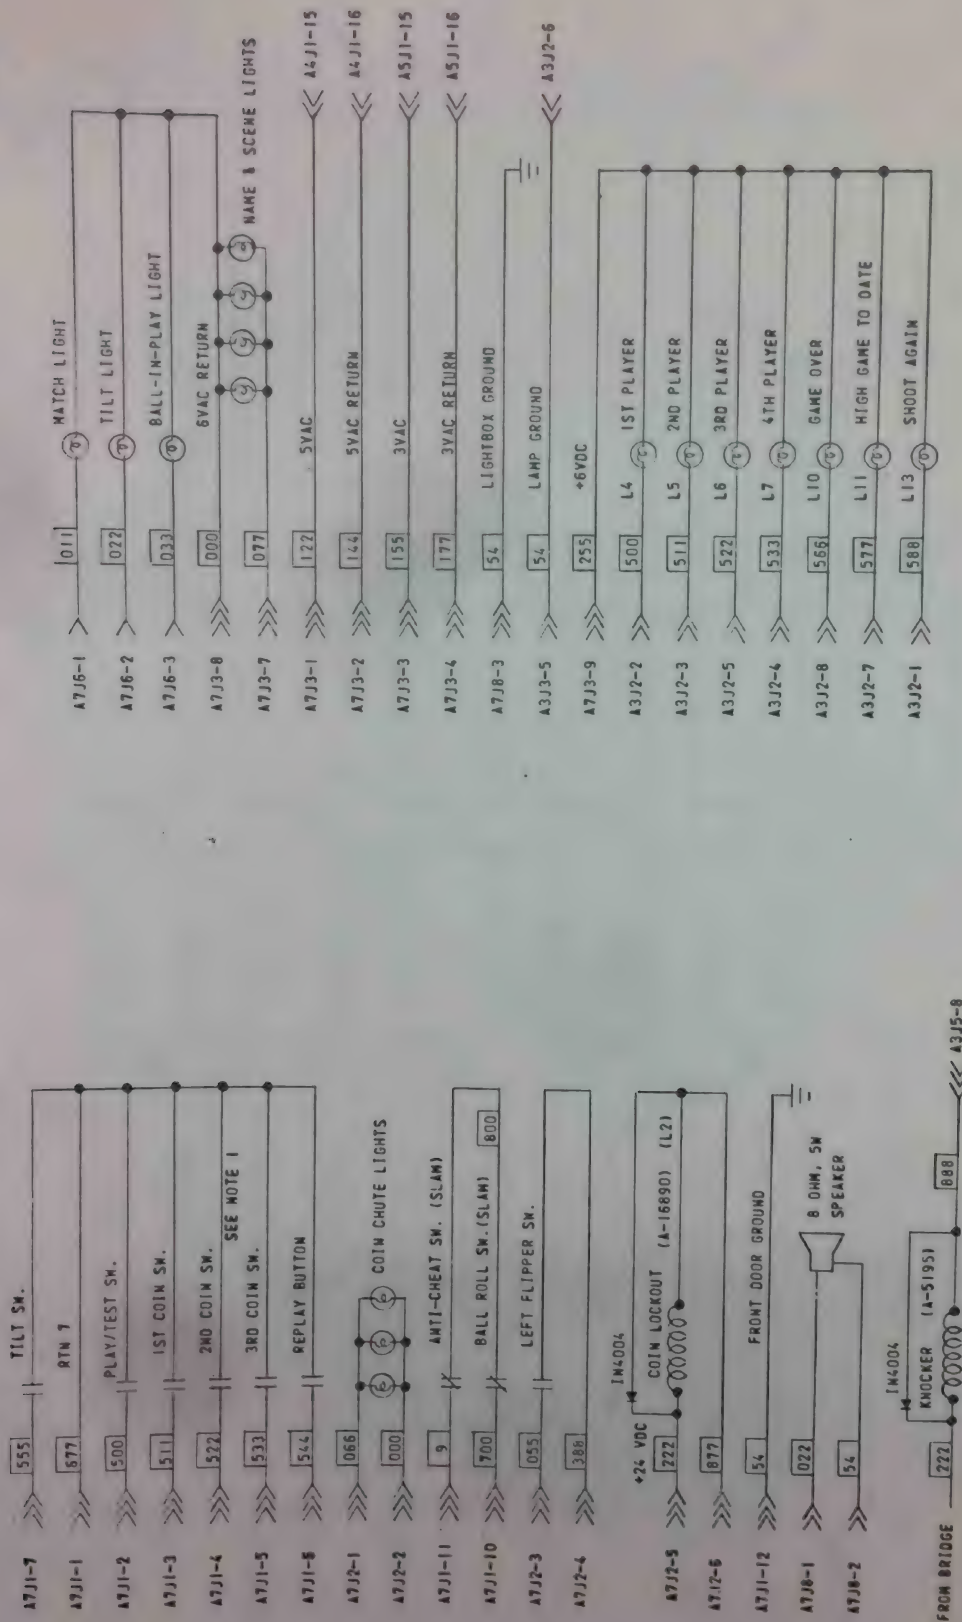 A7J1-7 555 TILT SW.
A7J1-1 677 RTN 7
A7J1-2 500 PLAY/TEST SW.
A7J1-3 511 1ST COIN SW.
A7J1-4 522 2ND COIN SW.
SEE NOTE 1
A7J1-5 533 3RD COIN SW.
A7J1-6 544 REPLAY BUTTON
A7J2-1 066
COIN CHUTE LIGHTS
A7J2-2 000
A7J1-11 9 ANTI-CHEAT SW. (SLAM)
A7J1-10 700 BALL ROLL SW. (SLAM) 800
A7J2-3 055 LEFT FLIPPER SW.
A7J2-4 388
IN4004
+24 VDC
COIN LOCKOUT (A-16890) (L2)
A7J2-5 222
A7J2-6 877
A7J1-12 54 FRONT DOOR GROUND
A7J8-1 022
8 OHM, 5W
SPEAKER
A7J8-2 54
IN4004
KNOCKER (A-5195)
FROM BRIDGE 222 888 A3J5-8
A7J6-1 011 MATCH LIGHT
A7J6-2 022 TILT LIGHT
A7J6-3 033 BALL-IN-PLAY LIGHT
A7J3-8 000 6VAC RETURN
NAME & SCENE LIGHTS
A7J3-7 077
A7J3-1 122 5VAC A4J1-15
A7J3-2 144 5VAC RETURN A4J1-16
A7J3-3 155 3VAC A5J1-15
A7J3-4 177 3VAC RETURN A5J1-16
A7J8-3 54 LIGHTBOX GROUND
A3J3-5 54 LAMP GROUND A3J2-6
A7J3-9 255 +6VDC
A3J2-2 500 L4 1ST PLAYER
A3J2-3 511 L5 2ND PLAYER
A3J2-5 522 L6 3RD PLAYER
A3J2-4 533 L7 4TH PLAYER
A3J2-8 566 L10 GAME OVER
A3J2-7 577 L11 HIGH GAME TO DATE
A3J2-1 588 L13 SHOOT AGAIN